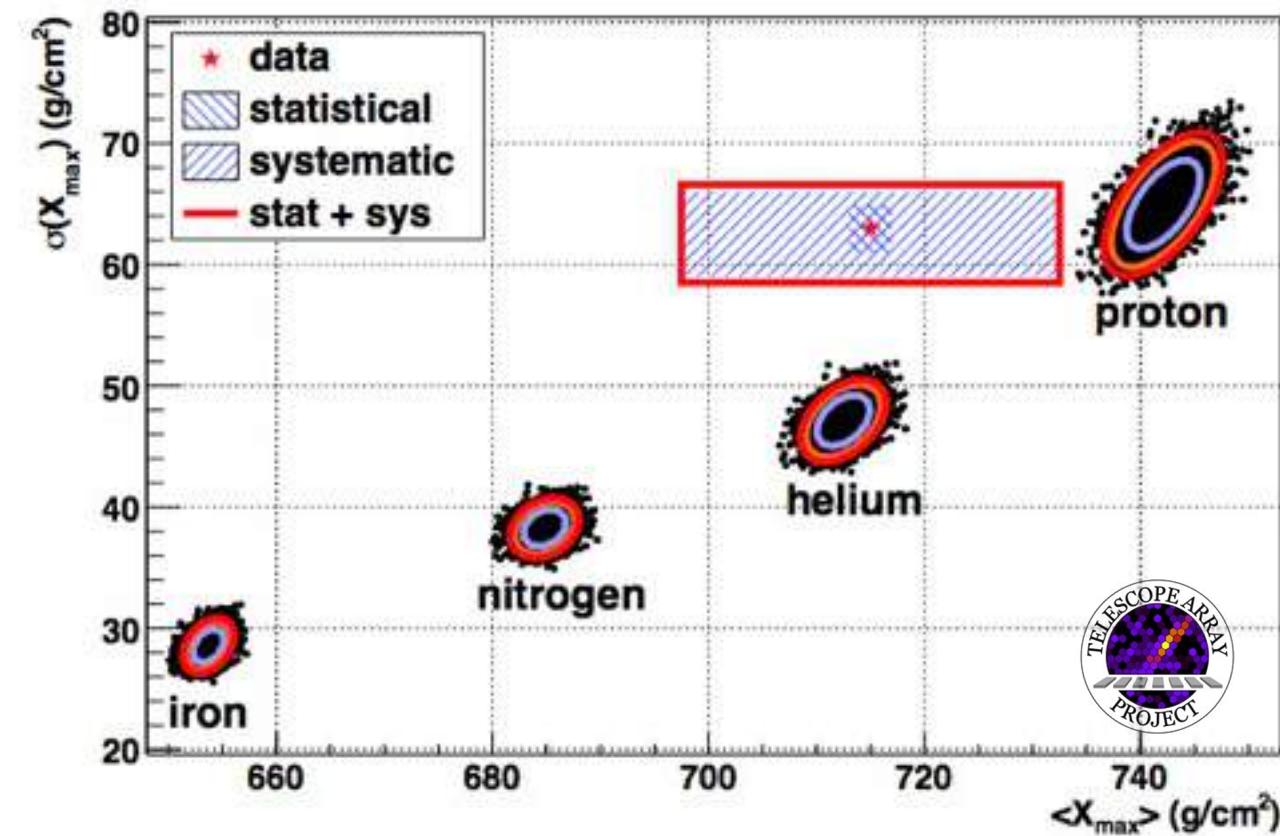 σ(Xmax) (g/cm²)
80
70
60
50
40
30
20
data
statistical
systematic
stat + sys
proton
helium
nitrogen
iron
TELESCOPE ARRAY
PROJECT
660
680
700
720
740
<Xmax> (g/cm²)